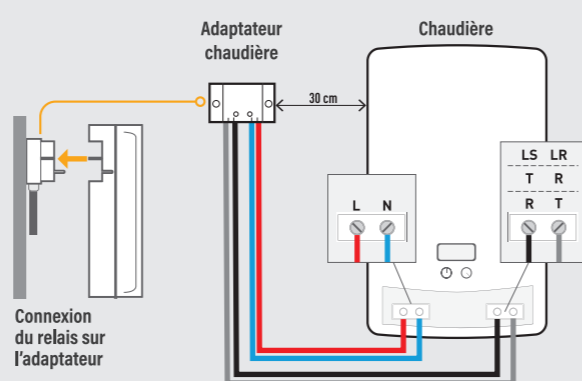 Adaptateur
chaudière
Chaudière
30 cm
L N
LS LR
T R
R T
Connexion
du relais sur
l'adaptateur